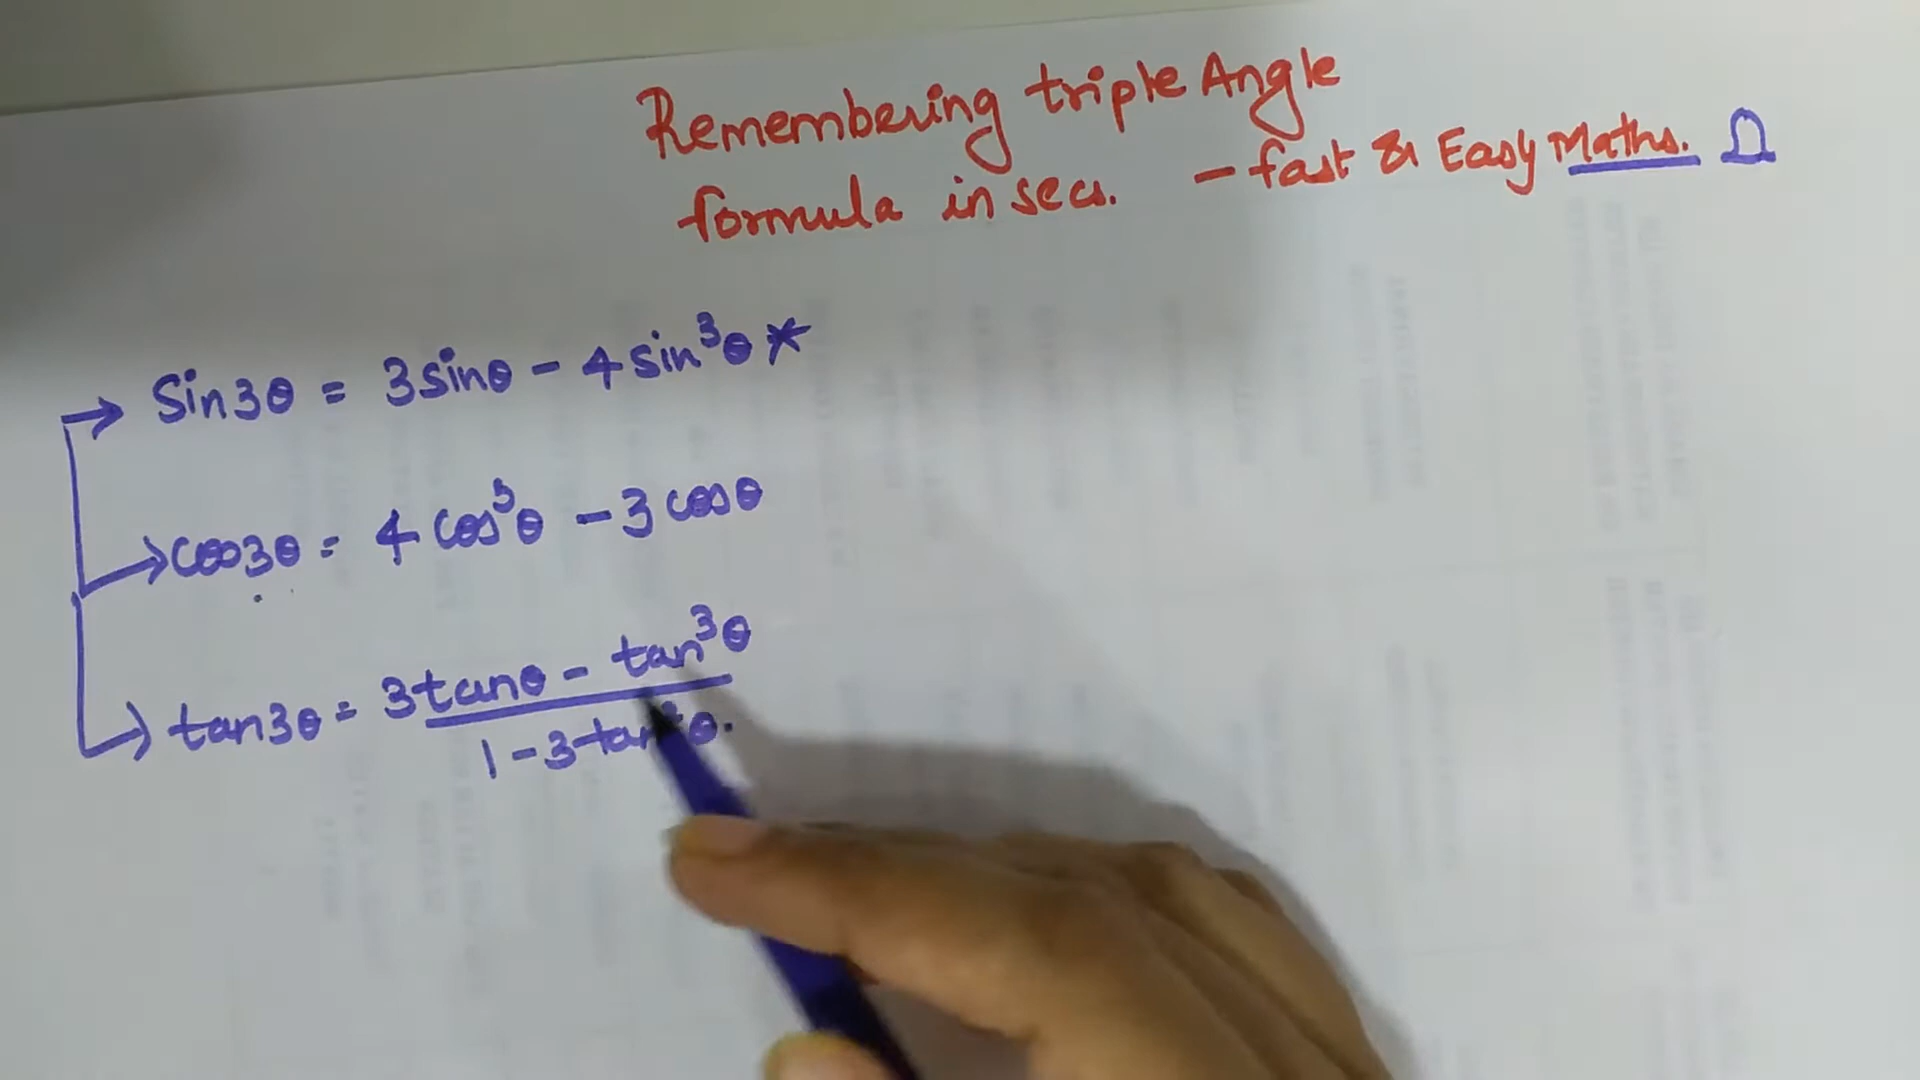 Remembering triple Angle
formula in secs. - fast & Easy Maths.
→ Sin3θ = 3sinθ - 4sin³θ *
→ cos3θ = 4cos³θ - 3cosθ
→ tan3θ = 3tanθ - tan³θ
1 - 3tan²θ.